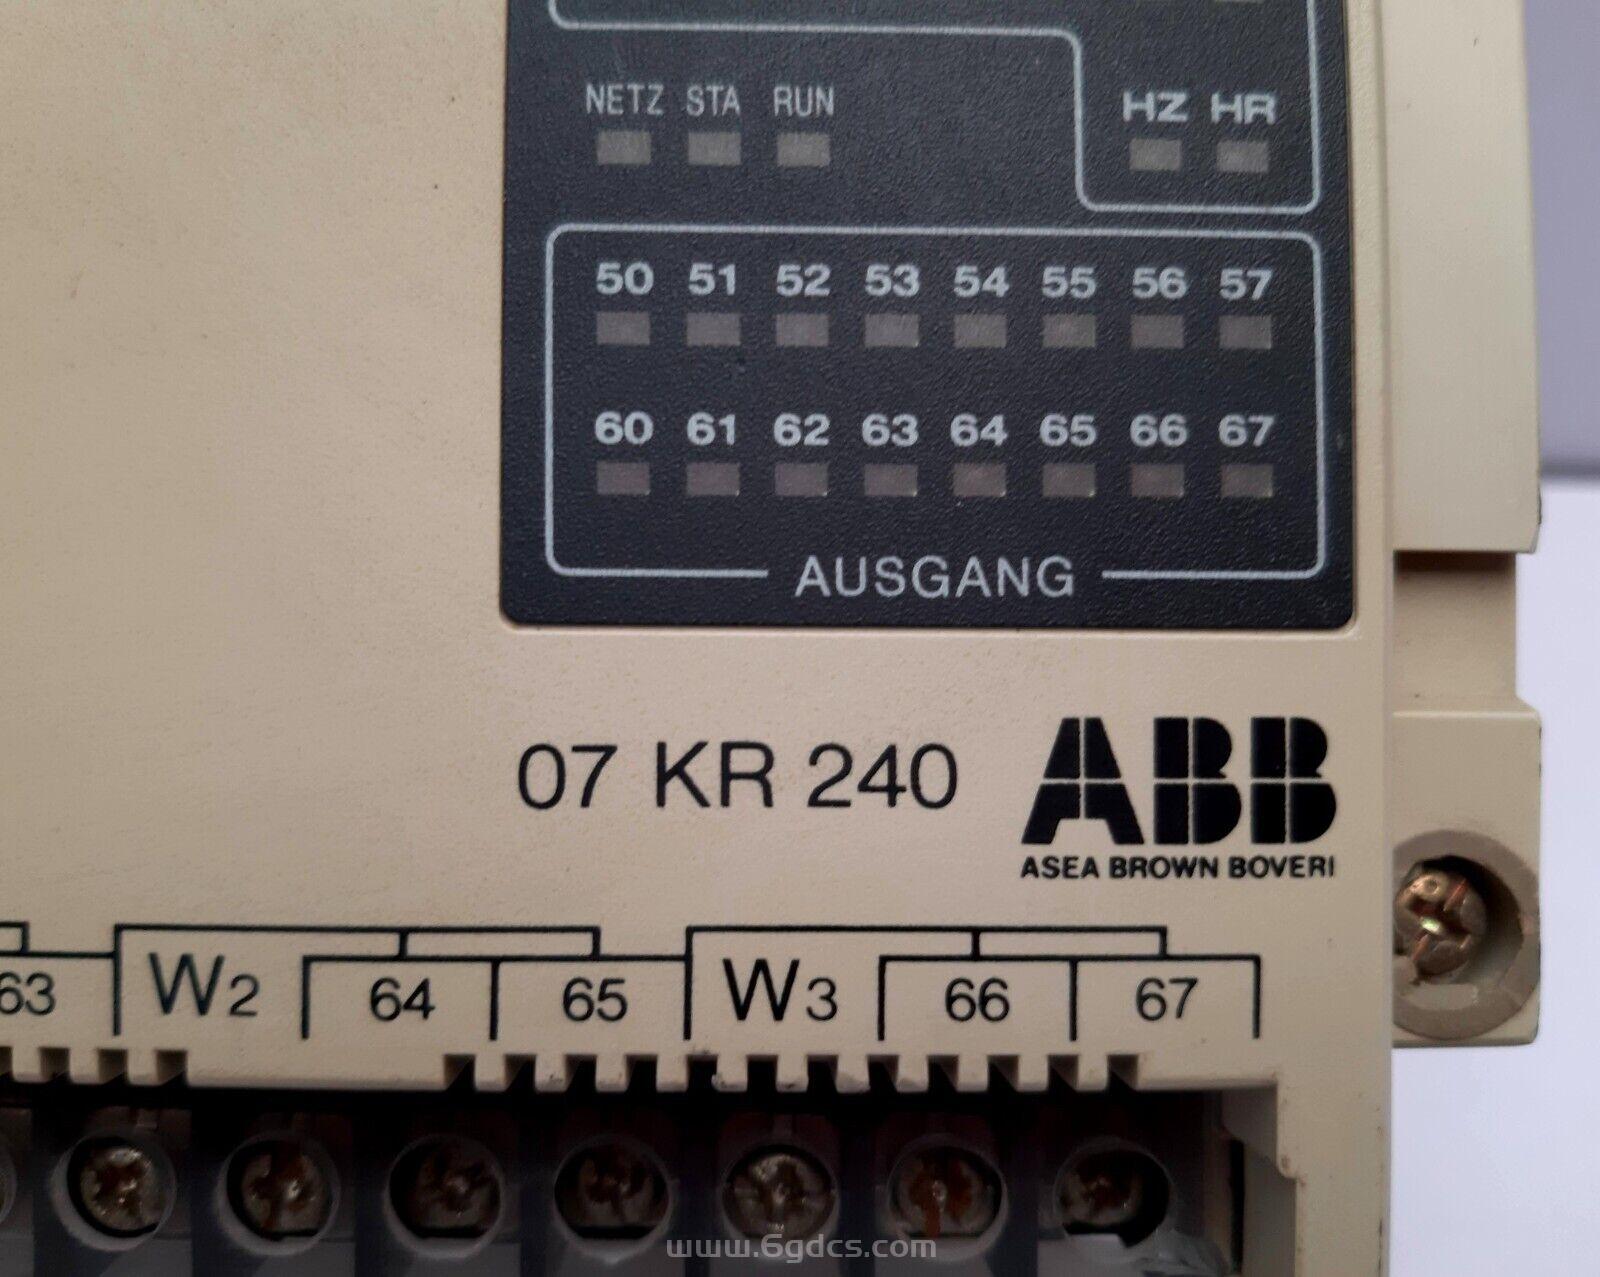 NETZ STA RUN HZ HR
50 51 52 53 54 55 56 57
60 61 62 63 64 65 66 67
AUSGANG
07 KR 240 ABB
ASEA BROWN BOVERI
63 W2 64 65 W3 66 67
www.6gdcs.com